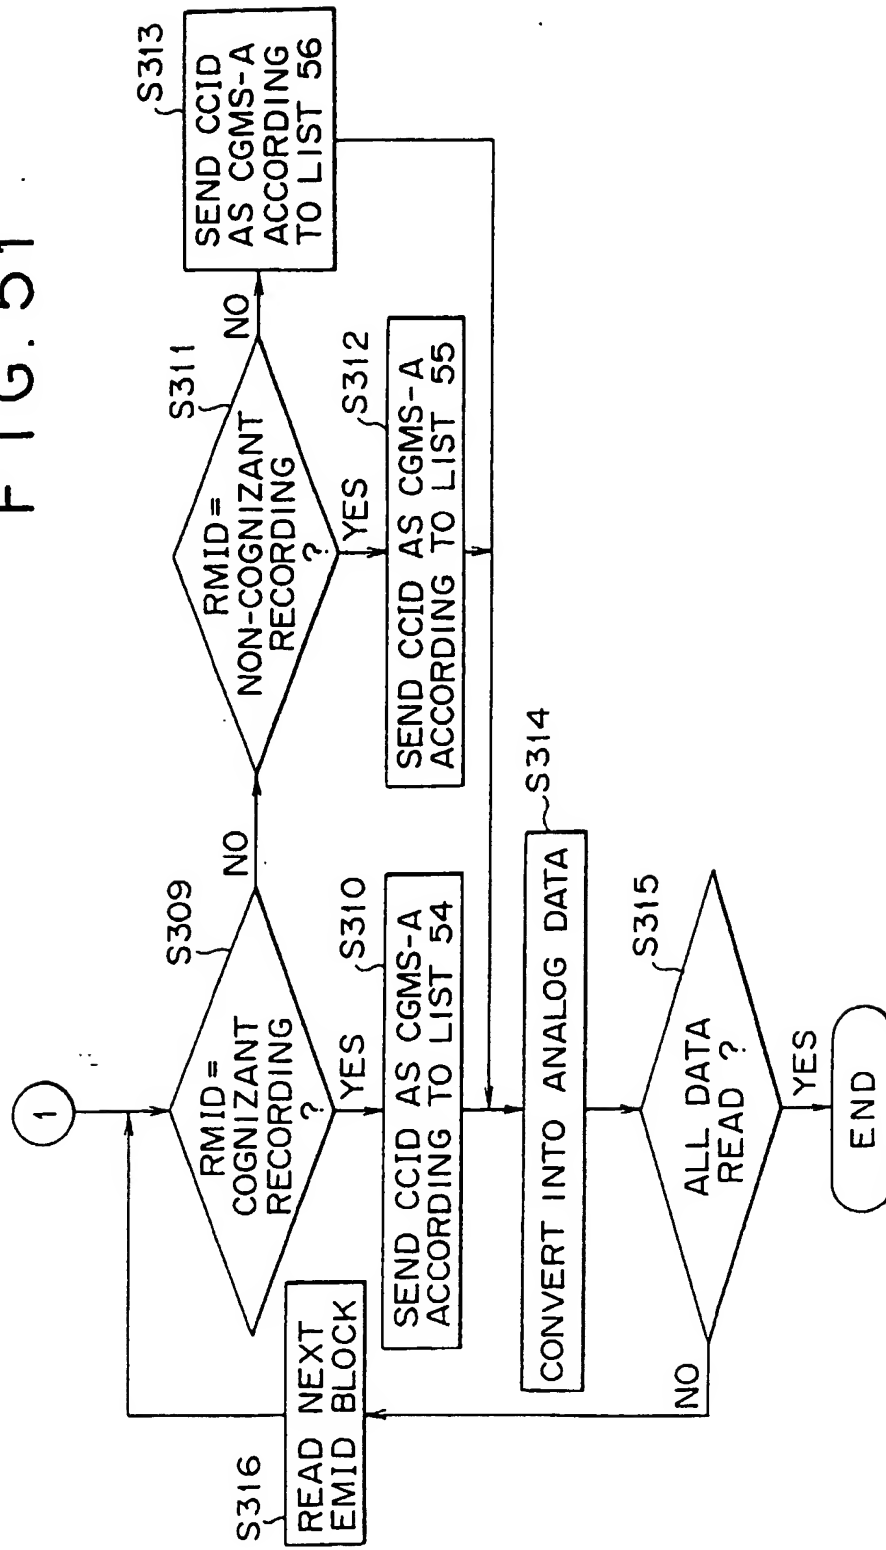 FIG. 51
1
S309
RMID=
COGNIZANT
RECORDING
?
NO
YES
S310
SEND CCID AS CGMS-A
ACCORDING TO LIST 54
S311
RMID=
NON-COGNIZANT
RECORDING
?
NO
YES
S312
SEND CCID AS CGMS-A
ACCORDING TO LIST 55
S313
SEND CCID
AS CGMS-A
ACCORDING
TO LIST 56
S314
CONVERT INTO ANALOG DATA
S315
ALL DATA
READ ?
NO
YES
S316
READ NEXT
EMID BLOCK
END